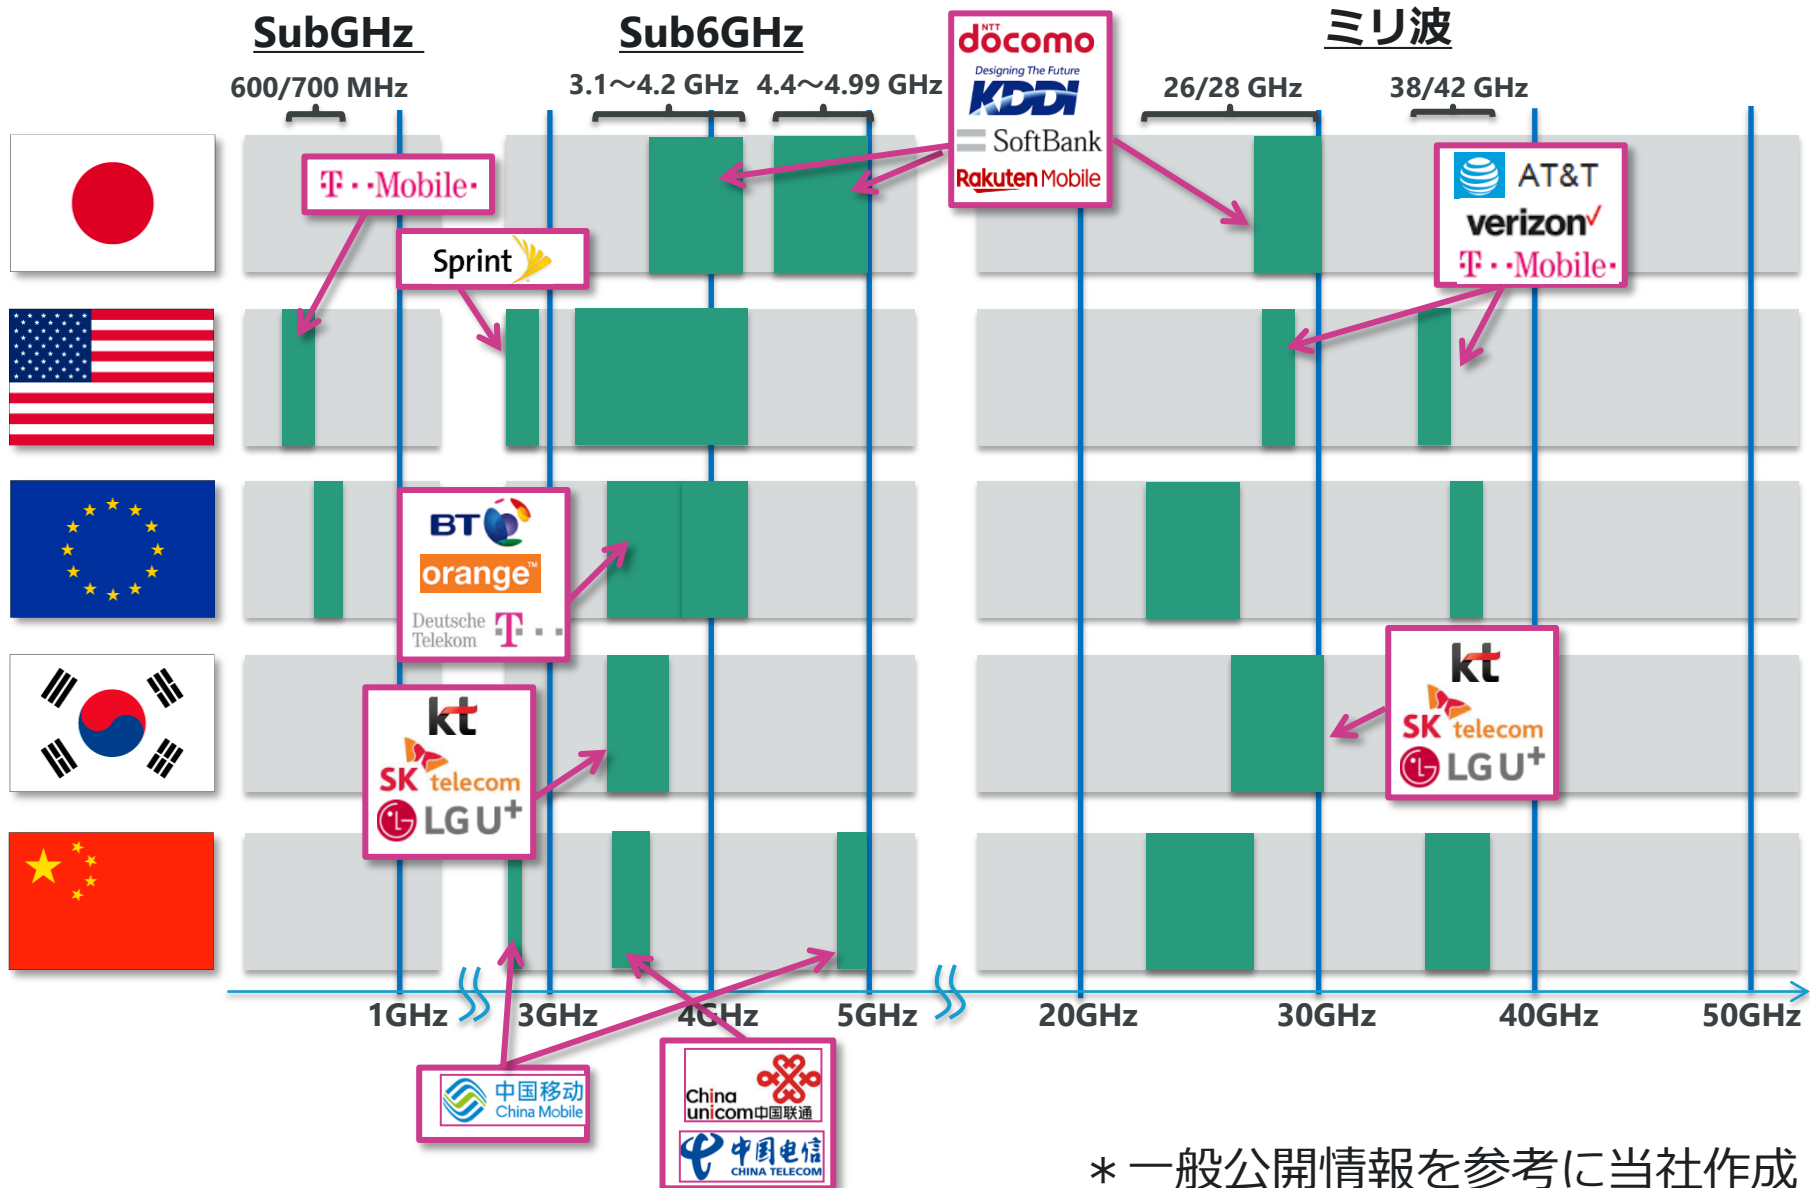 SubGHz
Sub6GHz
ミリ波
600/700 MHz
3.1～4.2 GHz
4.4～4.99 GHz
26/28 GHz
38/42 GHz
NTT
döcomo
Designing The Future
KDDI
SoftBank
Rakuten Mobile
T··Mobile·
Sprint
AT&T
verizon✓
T··Mobile·
BT
orange™
Deutsche
Telekom T··
kt
SK telecom
LG U+
kt
SK telecom
LG U+
1GHz
3GHz
4GHz
5GHz
20GHz
30GHz
40GHz
50GHz
中国移动
China Mobile
China
unicom中国联通
中国电信
CHINA TELECOM
＊一般公開情報を参考に当社作成